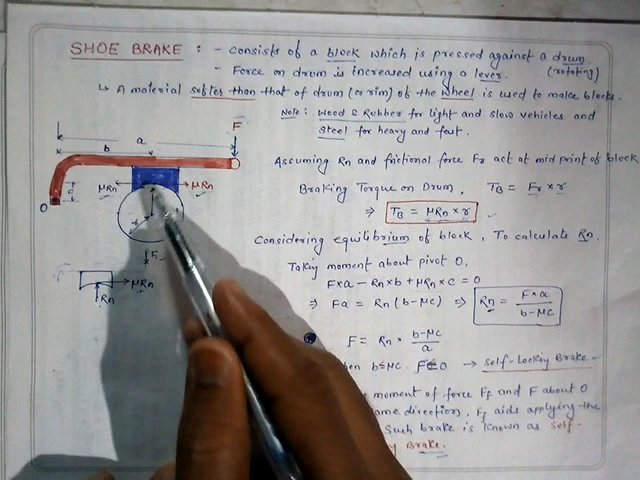 SHOE BRAKE : - Consists of a block which is pressed against a drum.
- Force on drum is increased using a lever. (rotating)
↳ A material softer than that of drum (or rim) of the wheel is used to make blocks.
Note: Wood & Rubber for light and slow vehicles and
Steel for heavy and fast.
F
a
b
Assuming Rn and frictional force Fr act at mid point of block
μRn
μRn
c
O
r
Braking Torque on Drum, TB = Fr × r
⇒ TB = μRn × r
Considering equilibrium of block, To calculate Rn.
Taking moment about pivot O,
F×a - Rn×b + μRn×c = 0
⇒ Fa = Rn (b-μc) ⇒ Rn = F×a / b-μc
μRn
Rn
F = Rn × b-μc / a
b≤μc, F≤0 → Self-Locking Brake
moment of force Ff and F about O
direction. Ff aids applying the
Such brake is known as Self-
Brake.